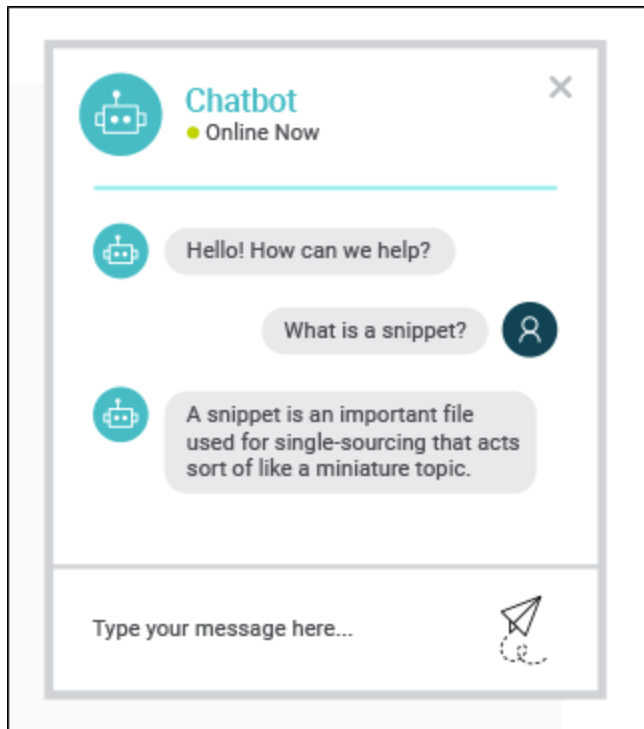 Chatbot
Online Now
Hello! How can we help?
What is a snippet?
A snippet is an important file
used for single-sourcing that acts
sort of like a miniature topic.
Type your message here...